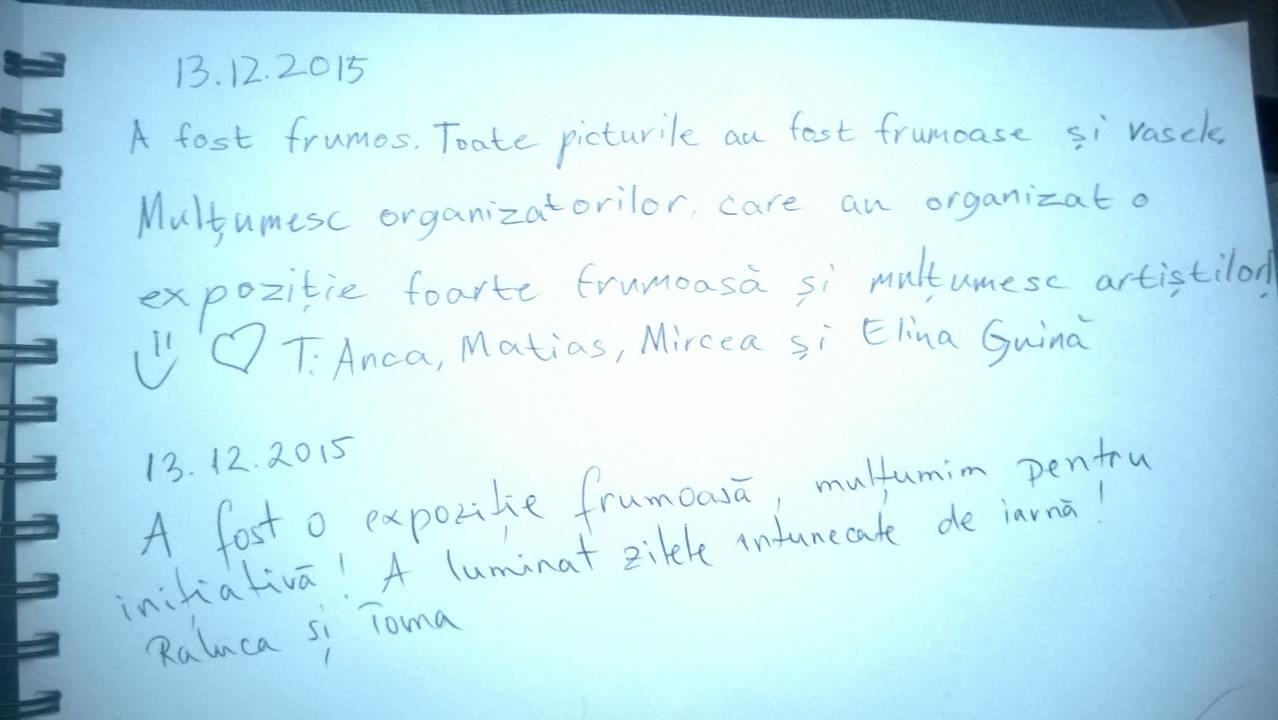 13.12.2015
A fost frumos. Toate picturile au fost frumoase și vasele.
Mulțumesc organizatorilor, care au organizat o
expoziție foarte frumoasă și mulțumesc artiștilor!
T: Anca, Matias, Mircea și Elina Guină
13.12.2015
A fost o expoziție frumoasă, mulțumim pentru
inițiativă! A luminat zilele intunecate de iarnă!
Raluca și Toma